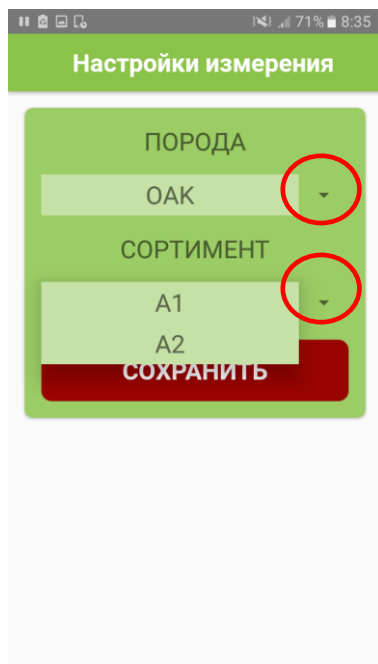 71% 8:35
Настройки измерения
ПОРОДА
OAK
СОРТИМЕНТ
A1
A2
СОХРАНИТЬ